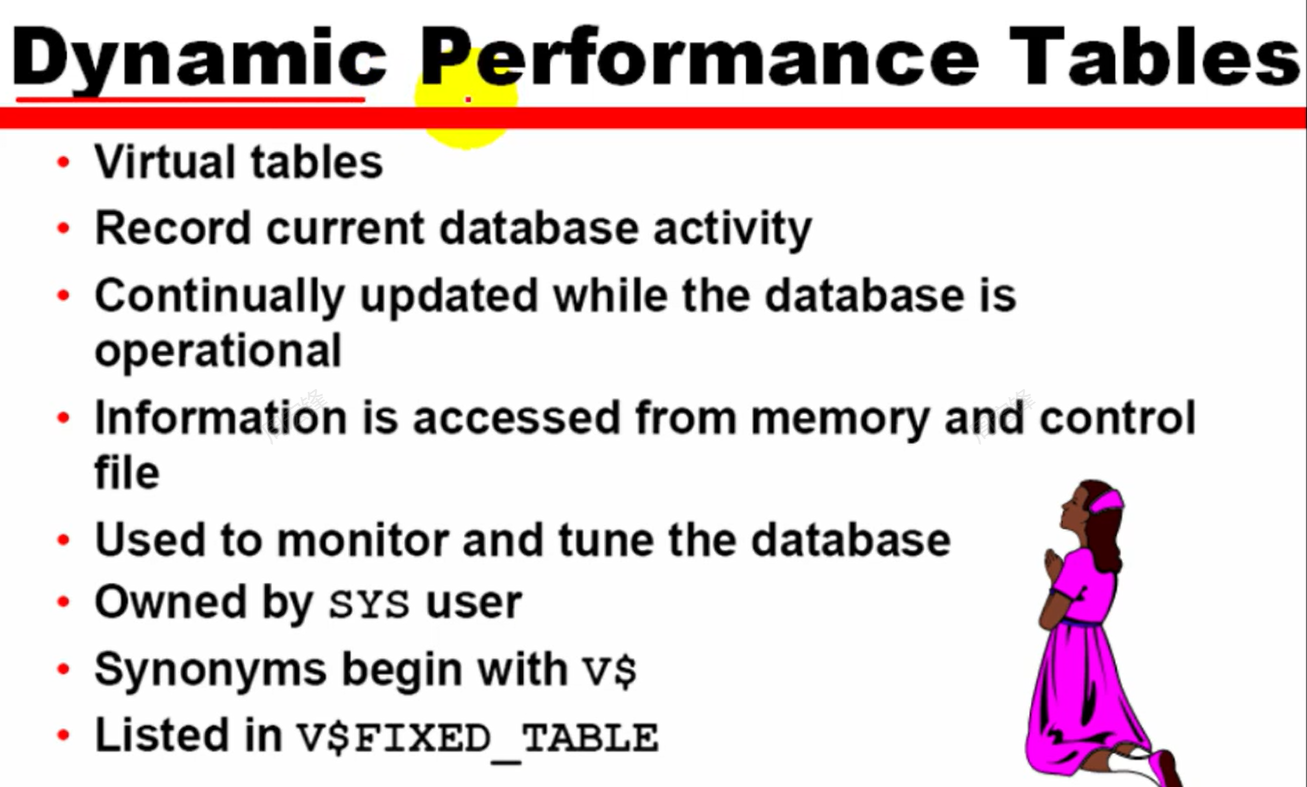 Dynamic Performance Tables
• Virtual tables
• Record current database activity
• Continually updated while the database is
operational
• Information is accessed from memory and control
file
• Used to monitor and tune the database
• Owned by SYS user
• Synonyms begin with V$
• Listed in V$FIXED_TABLE